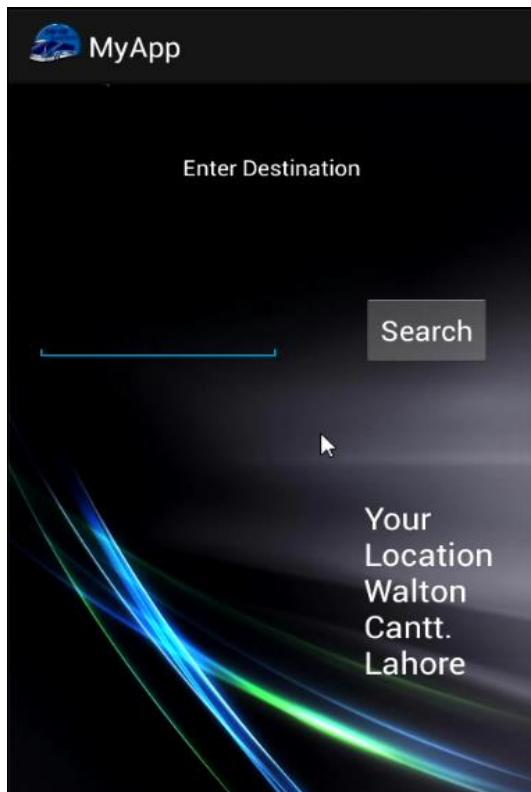 MyApp
Enter Destination
Search
Your
Location
Walton
Cantt.
Lahore